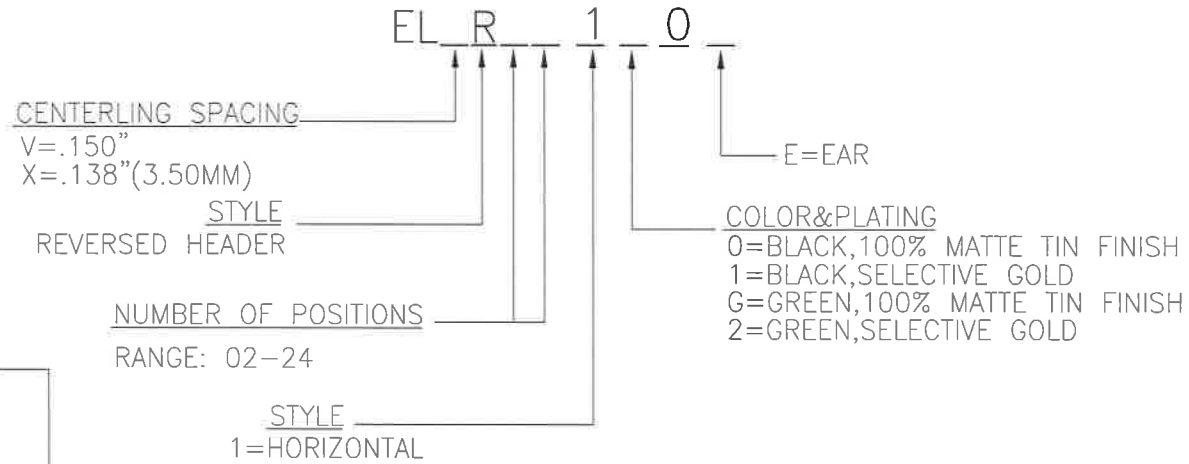 EL_R__1_0_
CENTERLING SPACING
V=.150"
X=.138"(3.50MM)
STYLE
REVERSED HEADER
NUMBER OF POSITIONS
RANGE: 02-24
STYLE
1=HORIZONTAL
E=EAR
COLOR&PLATING
0=BLACK,100% MATTE TIN FINISH
1=BLACK,SELECTIVE GOLD
G=GREEN,100% MATTE TIN FINISH
2=GREEN,SELECTIVE GOLD